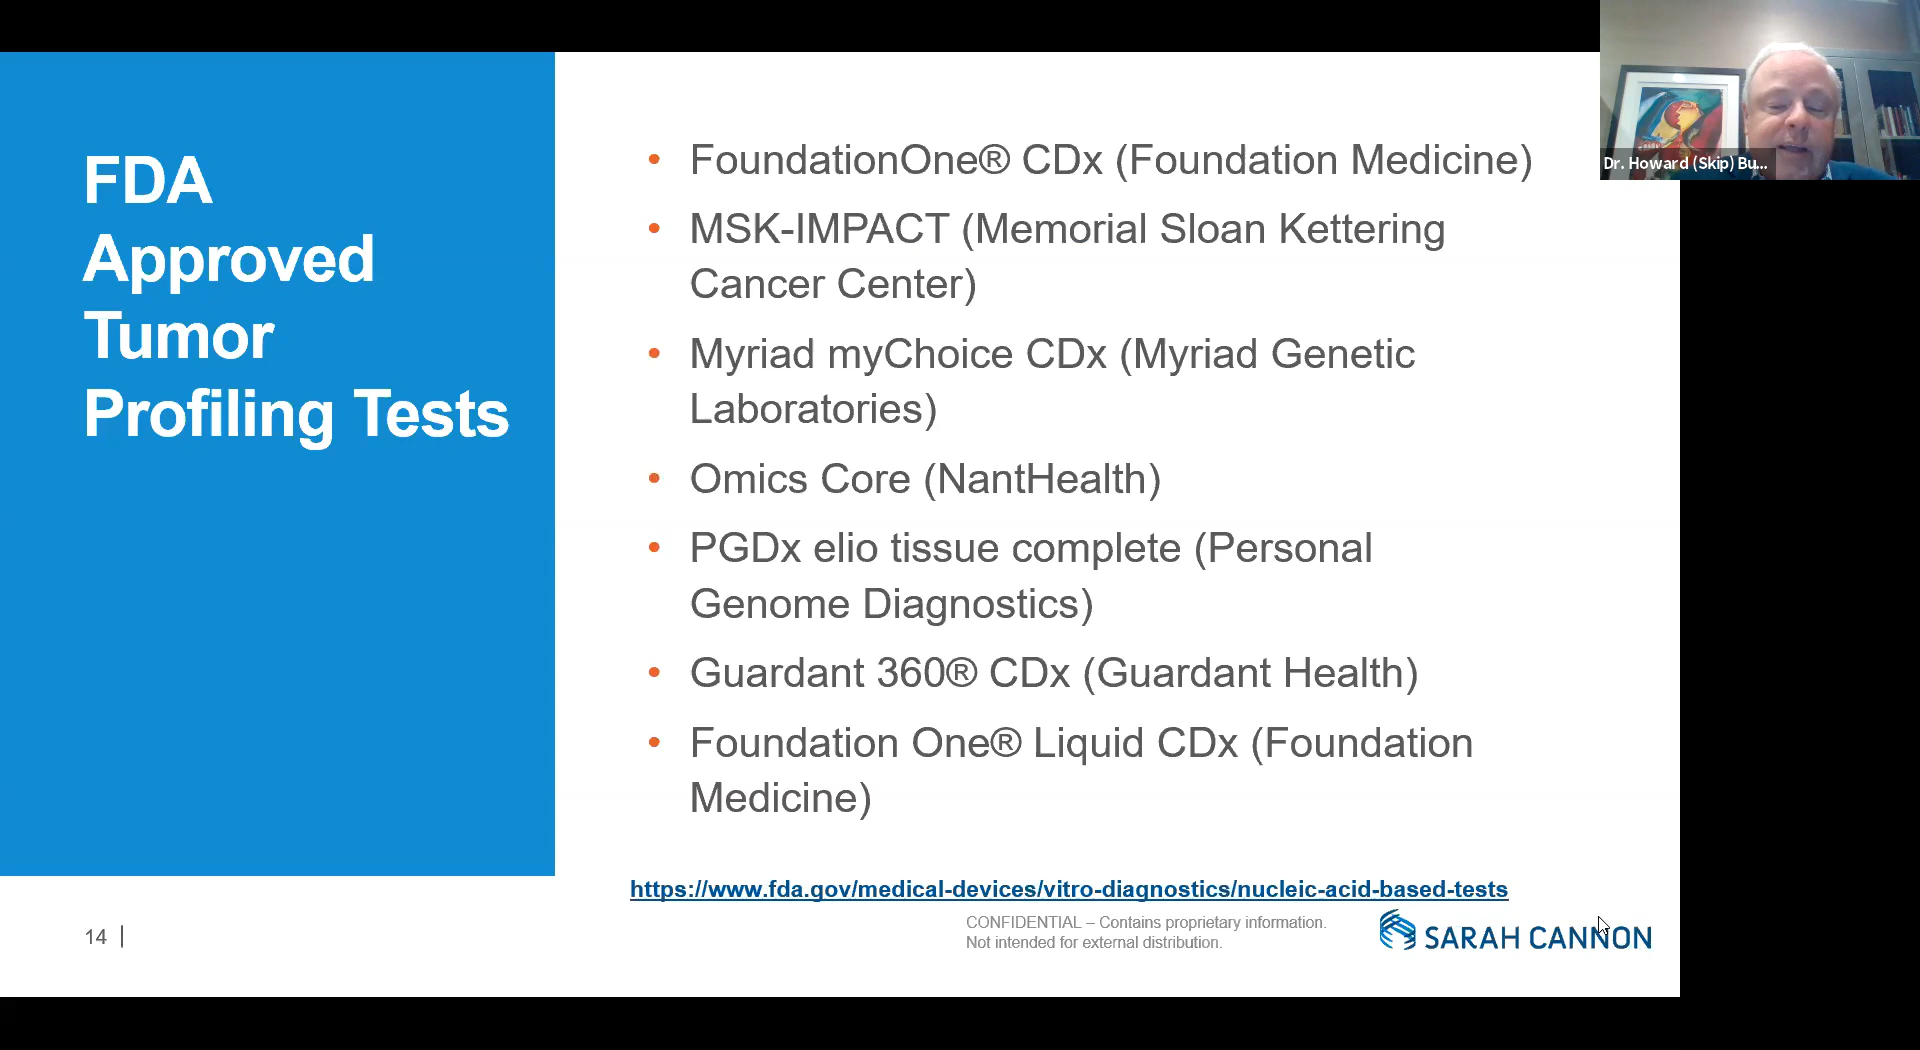 FDA
Approved
Tumor
Profiling Tests
• FoundationOne® CDx (Foundation Medicine)
• MSK-IMPACT (Memorial Sloan Kettering
Cancer Center)
• Myriad myChoice CDx (Myriad Genetic
Laboratories)
• Omics Core (NantHealth)
• PGDx elio tissue complete (Personal
Genome Diagnostics)
• Guardant 360® CDx (Guardant Health)
• Foundation One® Liquid CDx (Foundation
Medicine)
https://www.fda.gov/medical-devices/vitro-diagnostics/nucleic-acid-based-tests
14 |
CONFIDENTIAL – Contains proprietary information.
Not intended for external distribution.
SARAH CANNON
Dr. Howard (Skip) Bu...